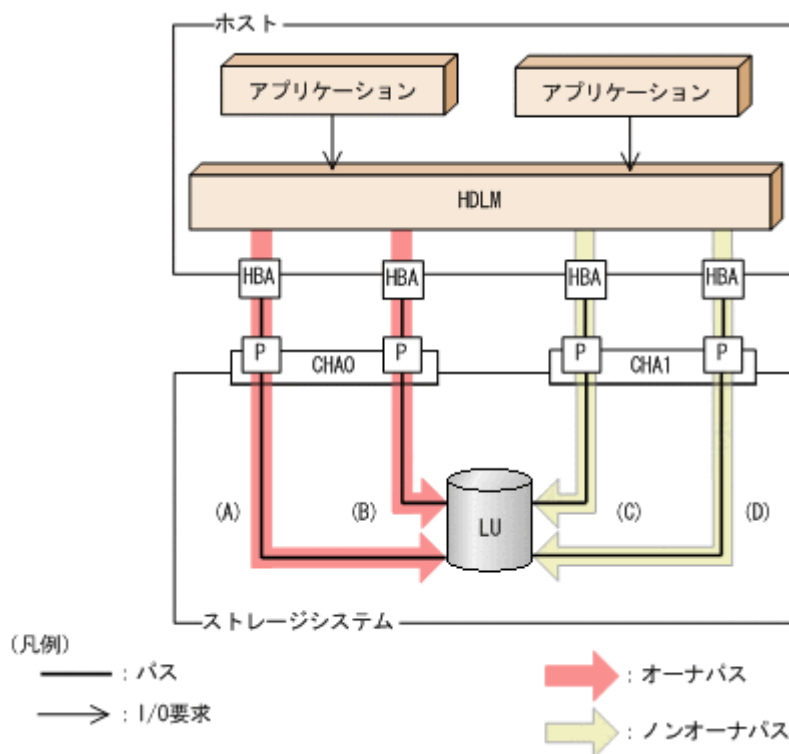 ホスト
アプリケーション
アプリケーション
HDLM
HBA
HBA
HBA
HBA
P
P
P
P
CHA0
CHA1
(A)
(B)
(C)
(D)
LU
ストレージシステム
(凡例)
：パス
：I/O要求
：オーナパス
：ノンオーナパス